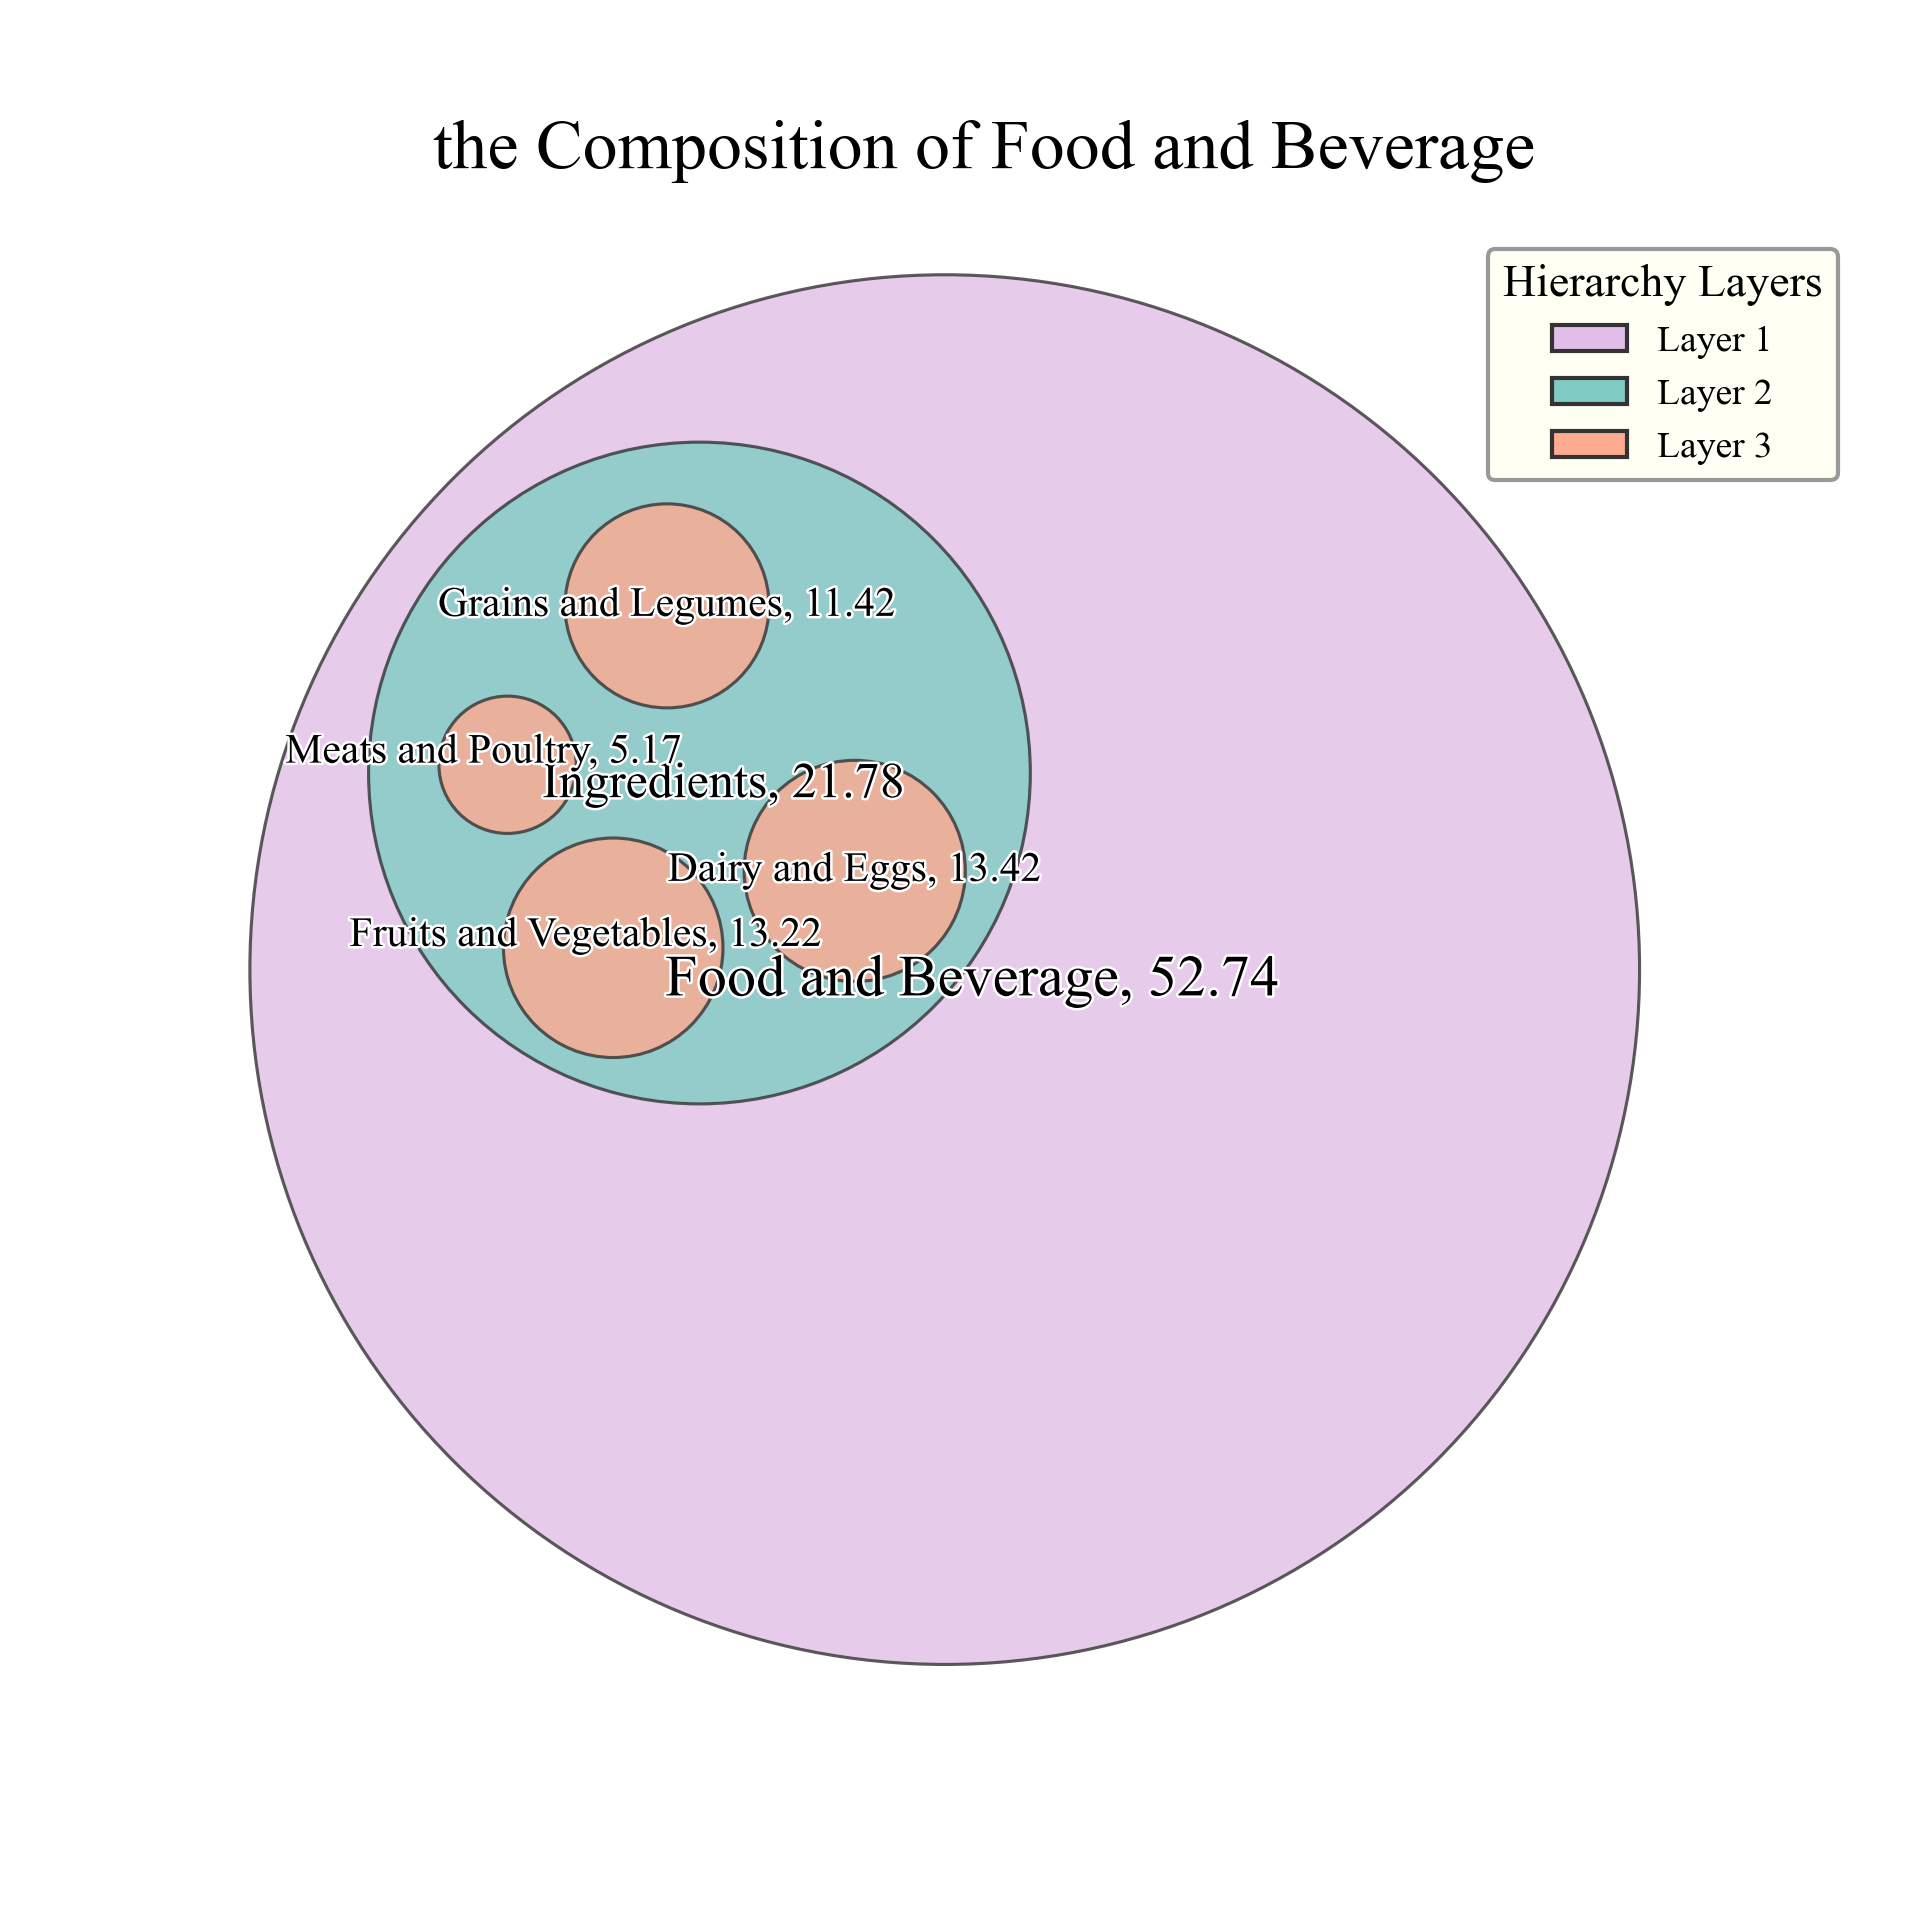 the Composition of Food and Beverage
Hierarchy Layers
Layer 1
Layer 2
Layer 3
Grains and Legumes, 11.42
Meats and Poultry, 5.17
Ingredients, 21.78
Dairy and Eggs, 13.42
Fruits and Vegetables, 13.22
Food and Beverage, 52.74